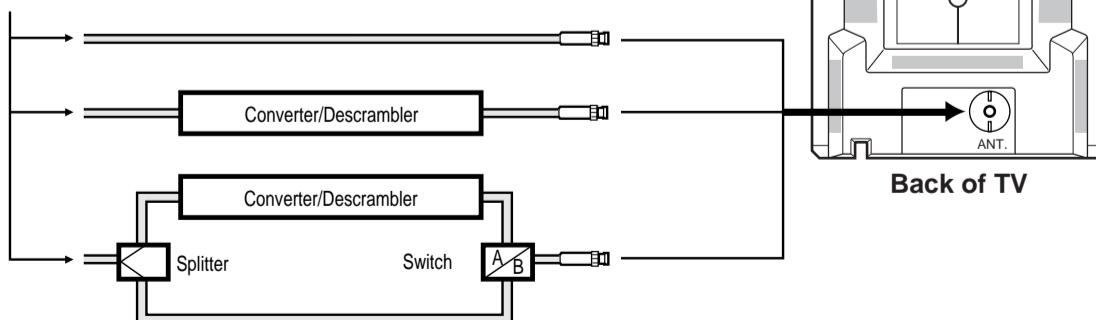 Converter/Descrambler
ANT.
Back of TV
Converter/Descrambler
Splitter
Switch
A
B